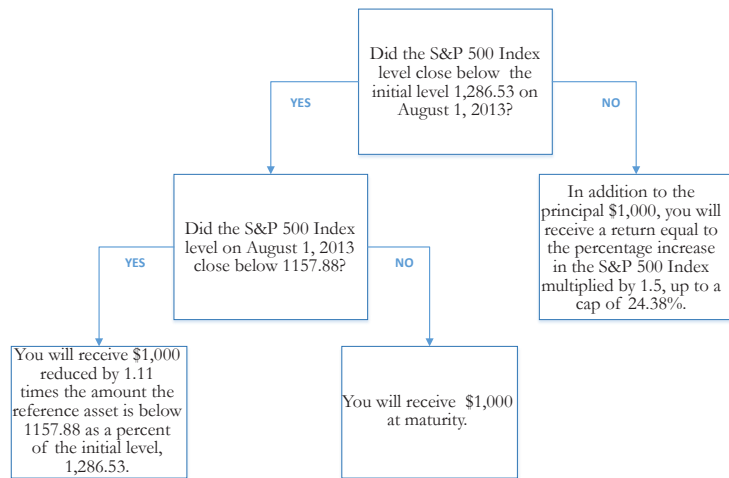 Did the S&P 500 Index
level close below the
initial level 1,286.53 on
August 1, 2013?
YES
NO
Did the S&P 500 Index
level on August 1, 2013
close below 1157.88?
In addition to the
principal $1,000, you will
receive a return equal to
the percentage increase
in the S&P 500 Index
multiplied by 1.5, up to a
cap of 24.38%.
YES
NO
You will receive $1,000
reduced by 1.11
times the amount the
reference asset is below
1157.88 as a percent
of the initial level,
1,286.53.
You will receive $1,000
at maturity.